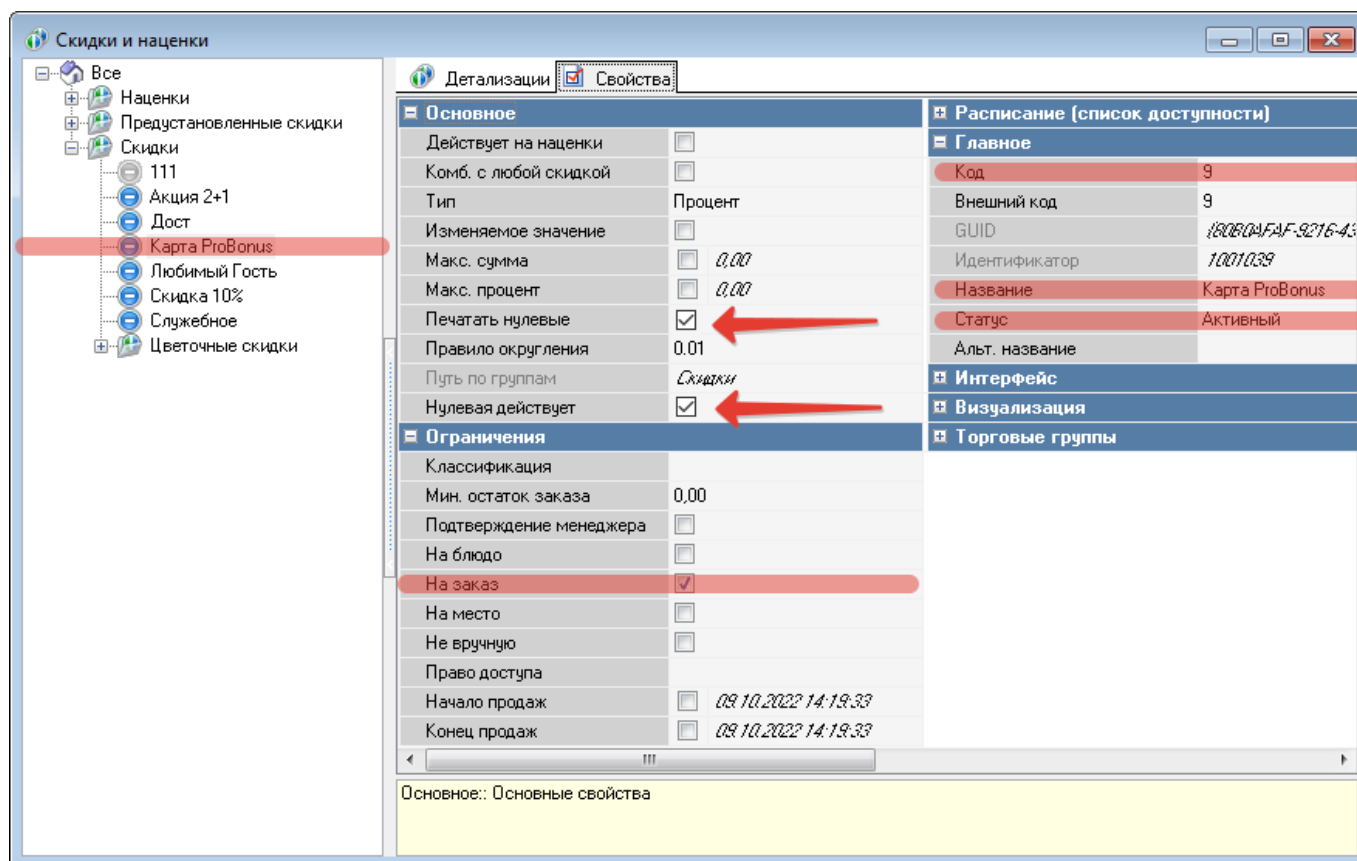 Скидки и наценки
Все
Наценки
Предустановленные скидки
Скидки
111
Акция 2+1
Дост
Карта ProBonus
Любимый Гость
Скидка 10%
Служебное
Цветочные скидки
Детализации Свойства
Основное
Действует на наценки
Комб. с любой скидкой
Тип Процент
Изменяемое значение
Макс. сумма 0,00
Макс. процент 0,00
Печатать нулевые
Правило округления 0.01
Путь по группам Скидки
Нулевая действует
Ограничения
Классификация
Мин. остаток заказа 0,00
Подтверждение менеджера
На блюдо
На заказ
На место
Не вручную
Право доступа
Начало продаж 09.10.2022 14:19:33
Конец продаж 09.10.2022 14:19:33
Расписание (список доступности)
Главное
Код 9
Внешний код 9
GUID {80B0AFAF-9216-43
Идентификатор 1001039
Название Карта ProBonus
Статус Активный
Альт. название
Интерфейс
Визуализация
Торговые группы
Основное:: Основные свойства